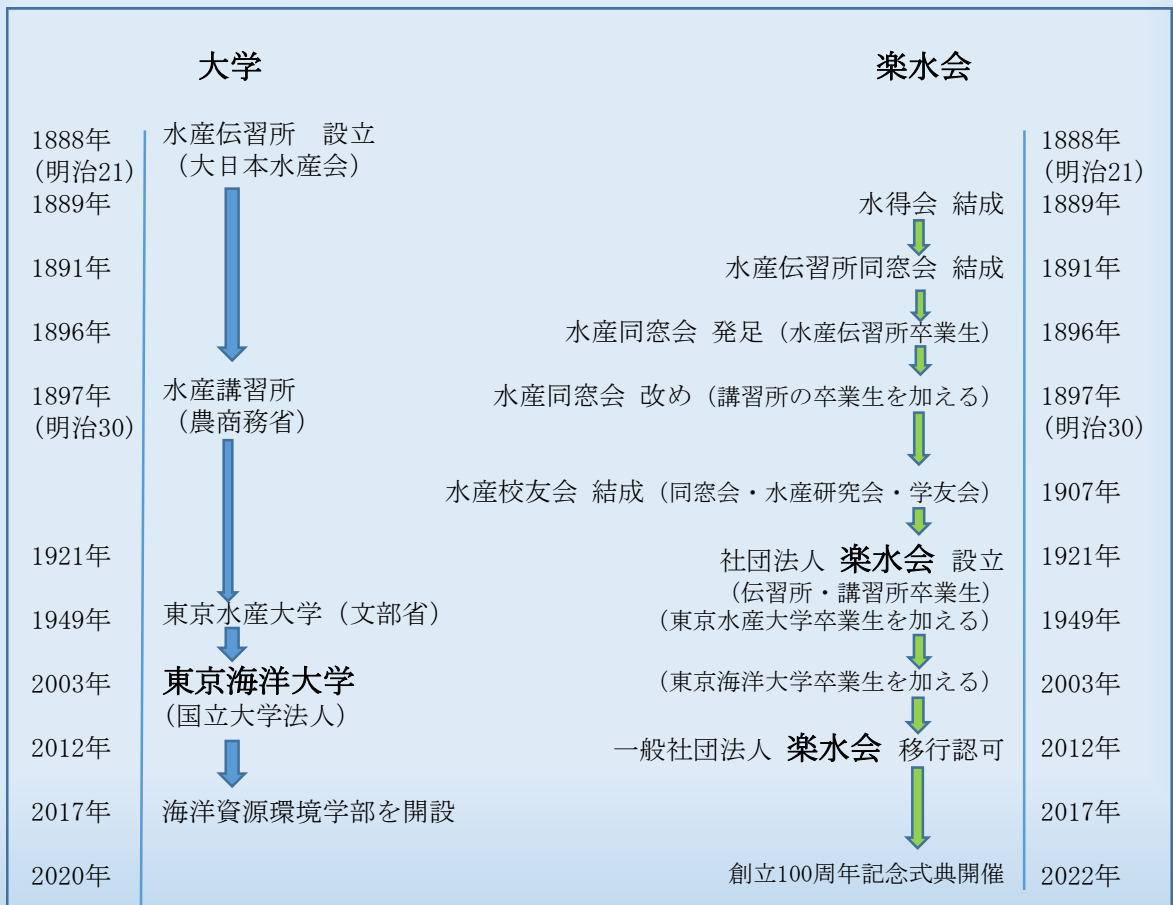 大学
楽水会
1888年
(明治21)
水産伝習所　設立
（大日本水産会）
1888年
(明治21)
1889年
水得会 結成
1889年
1891年
水産伝習所同窓会 結成
1891年
1896年
水産同窓会 発足（水産伝習所卒業生）
1896年
1897年
(明治30)
水産講習所
（農商務省）
水産同窓会 改め（講習所の卒業生を加える）
1897年
(明治30)
水産校友会 結成（同窓会・水産研究会・学友会）
1907年
1921年
社団法人 楽水会 設立
（伝習所・講習所卒業生）
1921年
1949年
東京水産大学（文部省）
（東京水産大学卒業生を加える）
1949年
2003年
東京海洋大学
（国立大学法人）
（東京海洋大学卒業生を加える）
2003年
2012年
一般社団法人 楽水会 移行認可
2012年
2017年
海洋資源環境学部を開設
2017年
2020年
創立100周年記念式典開催
2022年